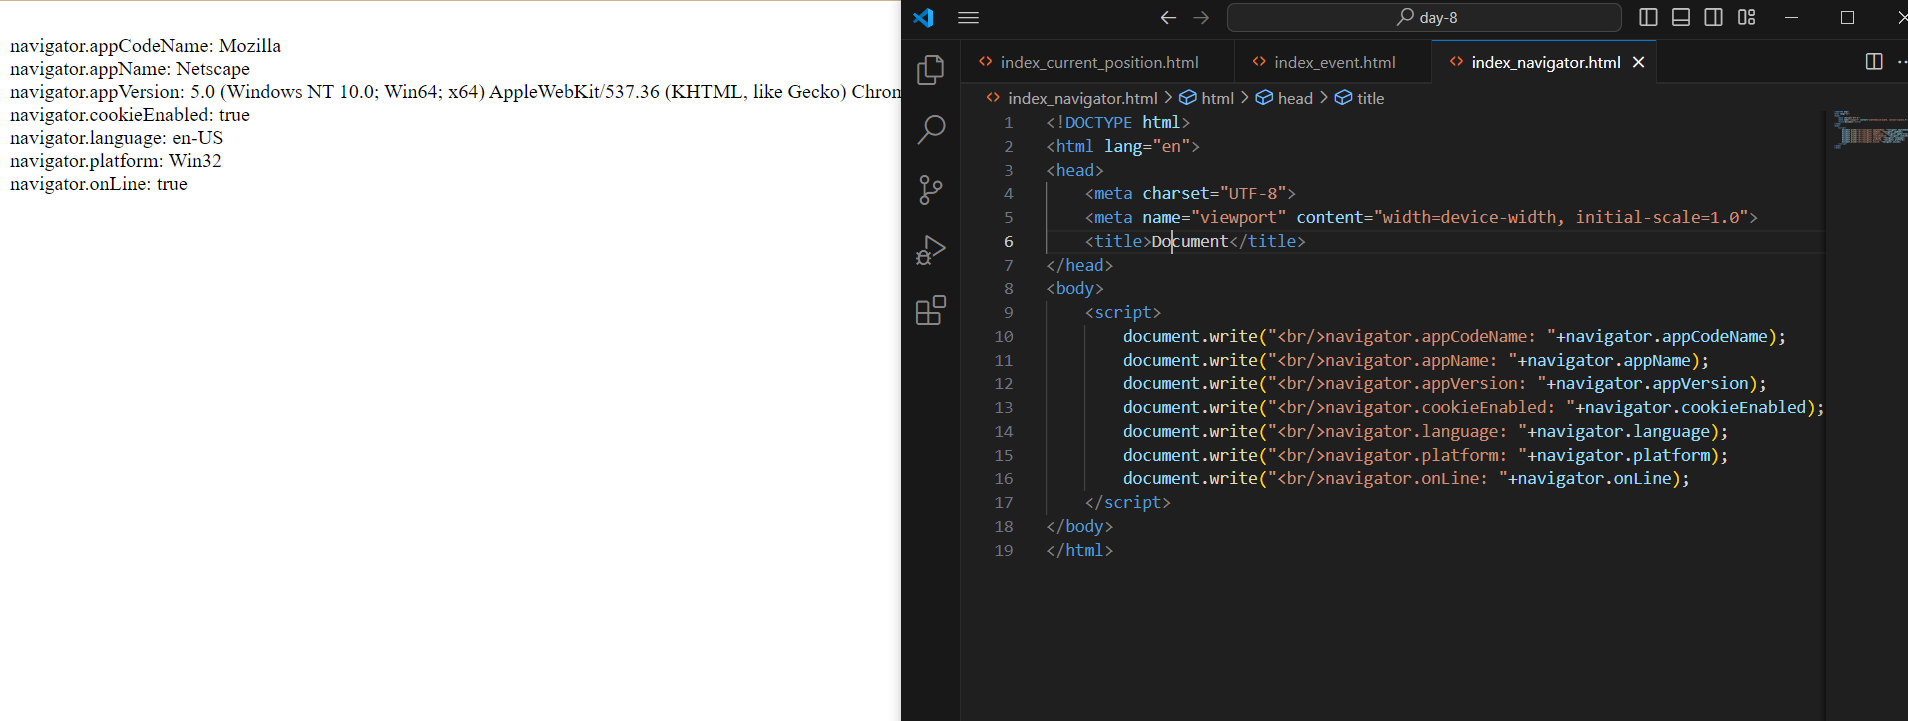 navigator.appCodeName: Mozilla
navigator.appName: Netscape
navigator.appVersion: 5.0 (Windows NT 10.0; Win64; x64) AppleWebKit/537.36 (KHTML, like Gecko)
navigator.cookieEnabled: true
navigator.language: en-US
navigator.platform: Win32
navigator.onLine: true
day-8
index_current_position.html
index_event.html
index_navigator.html
index_navigator.html > html > head > title
1 <!DOCTYPE html>
2 <html lang="en">
3 <head>
4 <meta charset="UTF-8">
5 <meta name="viewport" content="width=device-width, initial-scale=1.0">
6 <title>Document</title>
7 </head>
8 <body>
9 <script>
10 document.write("<br/>navigator.appCodeName: "+navigator.appCodeName);
11 document.write("<br/>navigator.appName: "+navigator.appName);
12 document.write("<br/>navigator.appVersion: "+navigator.appVersion);
13 document.write("<br/>navigator.cookieEnabled: "+navigator.cookieEnabled);
14 document.write("<br/>navigator.language: "+navigator.language);
15 document.write("<br/>navigator.platform: "+navigator.platform);
16 document.write("<br/>navigator.onLine: "+navigator.onLine);
17 </script>
18 </body>
19 </html>